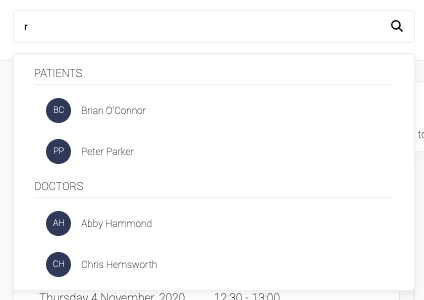 r
PATIENTS
BC Brian O'Connor
PP Peter Parker
DOCTORS
AH Abby Hammond
CH Chris Hemsworth
to
Thursday 4 November, 2020 12:30 - 13:00